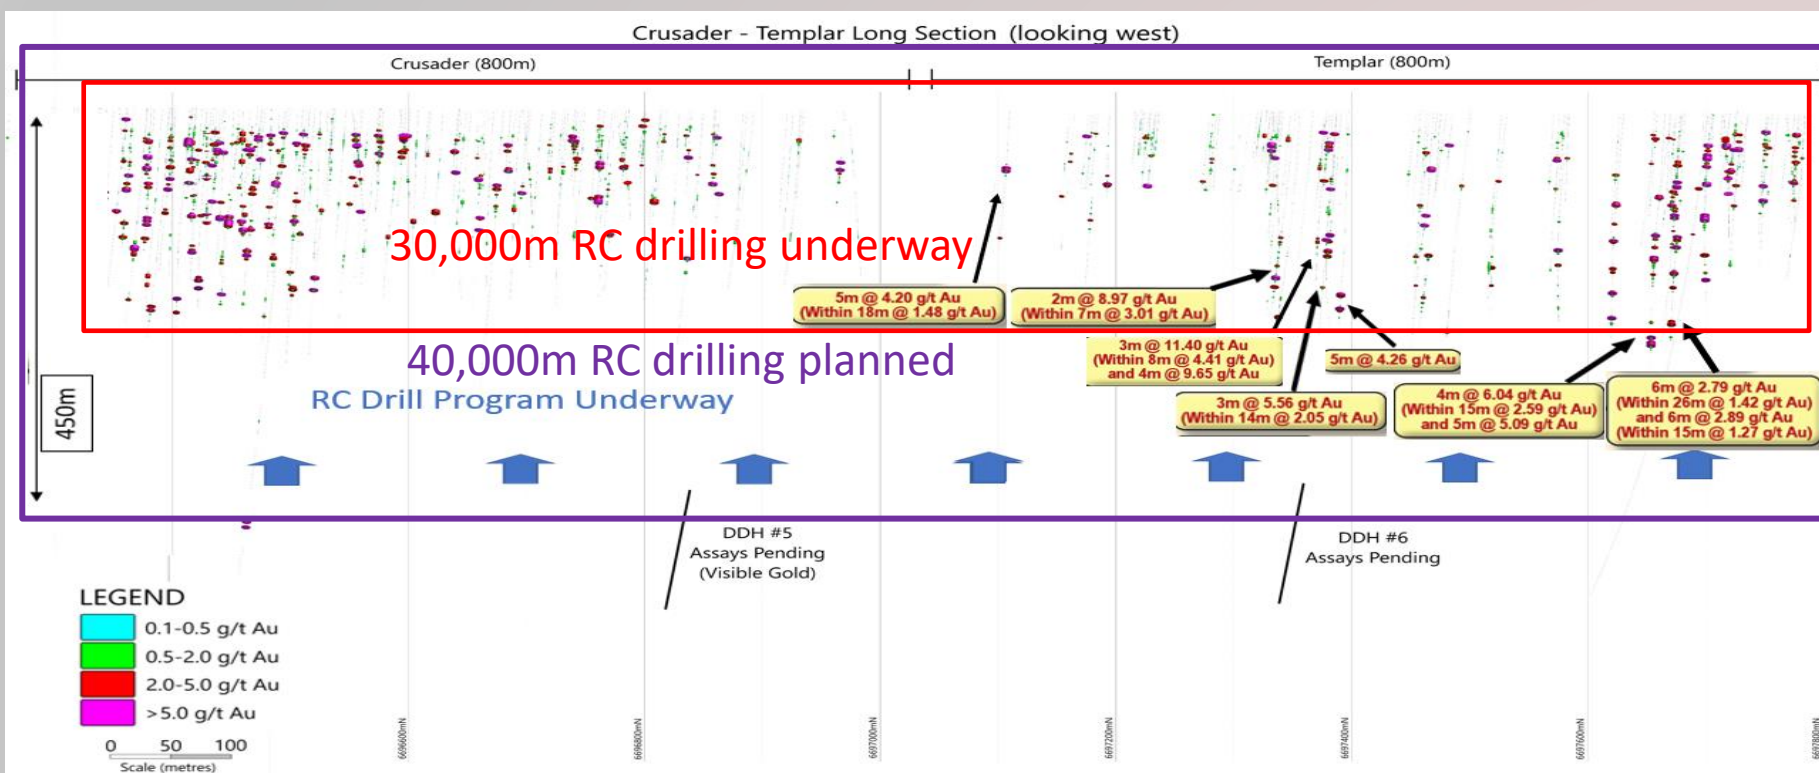 Crusader - Templar Long Section (looking west)
Crusader (800m)
Templar (800m)
30,000m RC drilling underway
5m @ 4.20 g/t Au
(Within 18m @ 1.48 g/t Au)
2m @ 8.97 g/t Au
(Within 7m @ 3.01 g/t Au)
3m @ 11.40 g/t Au
(Within 8m @ 4.41 g/t Au)
and 4m @ 9.65 g/t Au
5m @ 4.26 g/t Au
40,000m RC drilling planned
RC Drill Program Underway
450m
3m @ 5.56 g/t Au
(Within 14m @ 2.05 g/t Au)
4m @ 6.04 g/t Au
(Within 15m @ 2.59 g/t Au)
and 5m @ 5.09 g/t Au
6m @ 2.79 g/t Au
(Within 26m @ 1.42 g/t Au)
and 6m @ 2.89 g/t Au
(Within 15m @ 1.27 g/t Au)
DDH #5
Assays Pending
(Visible Gold)
DDH #6
Assays Pending
LEGEND
0.1-0.5 g/t Au
0.5-2.0 g/t Au
2.0-5.0 g/t Au
>5.0 g/t Au
0 50 100
Scale (metres)
6696600mN
6696800mN
6697000mN
6697200mN
6697400mN
6697600mN
6697800mN